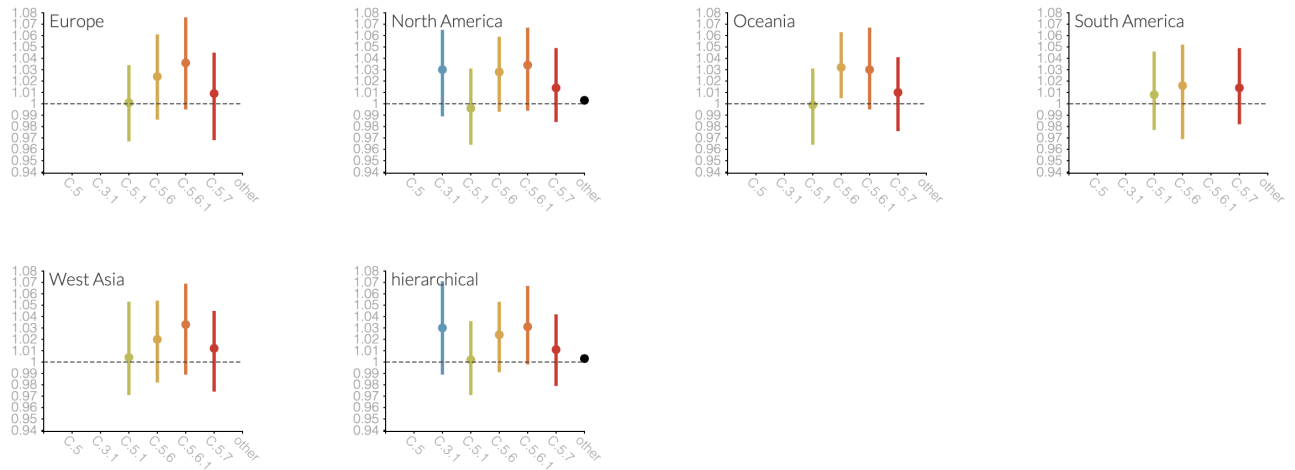 Europe
1.08
1.07
1.06
1.05
1.04
1.03
1.02
1.01
1
0.99
0.98
0.97
0.96
0.95
0.94
C.5
C.3.1
C.5.1
C.5.6
C.5.6.1
C.5.7
other
North America
1.08
1.07
1.06
1.05
1.04
1.03
1.02
1.01
1
0.99
0.98
0.97
0.96
0.95
0.94
C.5
C.3.1
C.5.1
C.5.6
C.5.6.1
C.5.7
other
Oceania
1.08
1.07
1.06
1.05
1.04
1.03
1.02
1.01
1
0.99
0.98
0.97
0.96
0.95
0.94
C.5
C.3.1
C.5.1
C.5.6
C.5.6.1
C.5.7
other
South America
1.08
1.07
1.06
1.05
1.04
1.03
1.02
1.01
1
0.99
0.98
0.97
0.96
0.95
0.94
C.5
C.3.1
C.5.1
C.5.6
C.5.6.1
C.5.7
other
West Asia
1.08
1.07
1.06
1.05
1.04
1.03
1.02
1.01
1
0.99
0.98
0.97
0.96
0.95
0.94
C.5
C.3.1
C.5.1
C.5.6
C.5.6.1
C.5.7
other
hierarchical
1.08
1.07
1.06
1.05
1.04
1.03
1.02
1.01
1
0.99
0.98
0.97
0.96
0.95
0.94
C.5
C.3.1
C.5.1
C.5.6
C.5.6.1
C.5.7
other